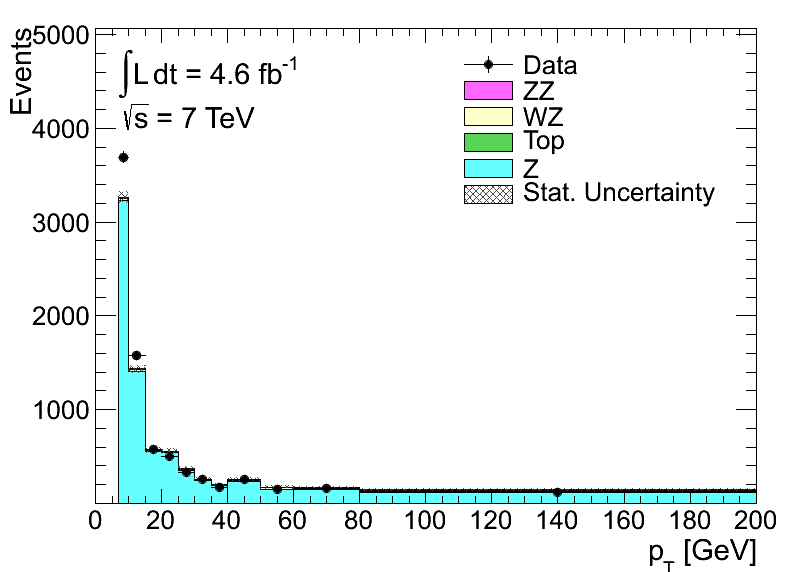 Events
5000
4000
3000
2000
1000
∫L dt = 4.6 fb⁻¹
√s = 7 TeV
Data
ZZ
WZ
Top
Z
Stat. Uncertainty
0 20 40 60 80 100 120 140 160 180 200
p_T [GeV]